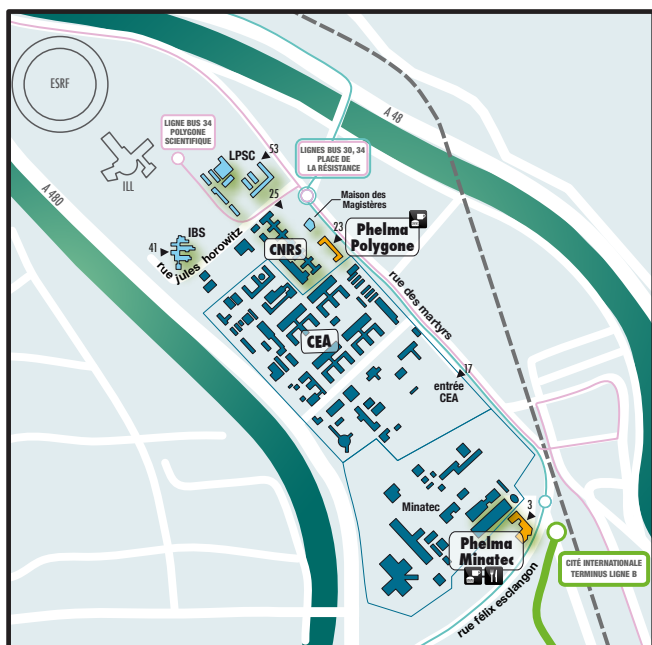 ESRF
A 48
LIGNE BUS 34
POLYGONE
SCIENTIFIQUE
LPSC
53
LIGNES BUS 30, 34
PLACE DE
LA RÉSISTANCE
ILL
A 480
25
Maison des
Magistères
IBS
41
rue jules horowitz
CNRS
23
Phelma
Polygone
rue des martyrs
CEA
17
entrée
CEA
Minatec
3
Phelma
Minatec
CITÉ INTERNATIONALE
TERMINUS LIGNE B
rue félix esclangon